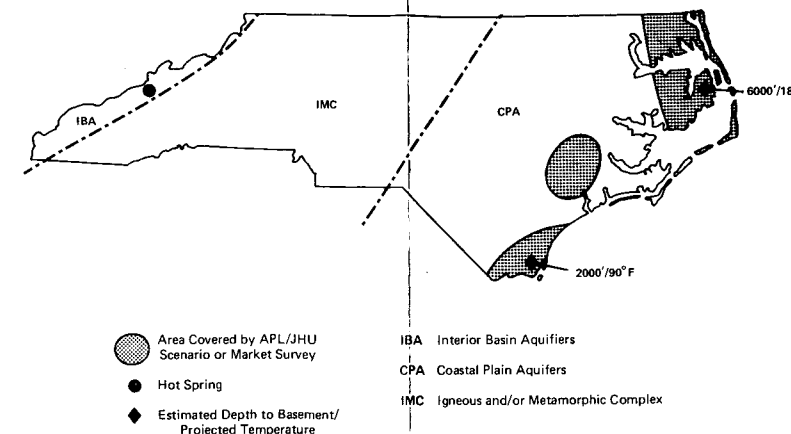 IBA
IMC
CPA
6000'/18
2000'/90°F
Area Covered by APL/JHU
Scenario or Market Survey
Hot Spring
Estimated Depth to Basement/
Projected Temperature
IBA Interior Basin Aquifiers
CPA Coastal Plain Aquifers
IMC Igneous and/or Metamorphic Complex